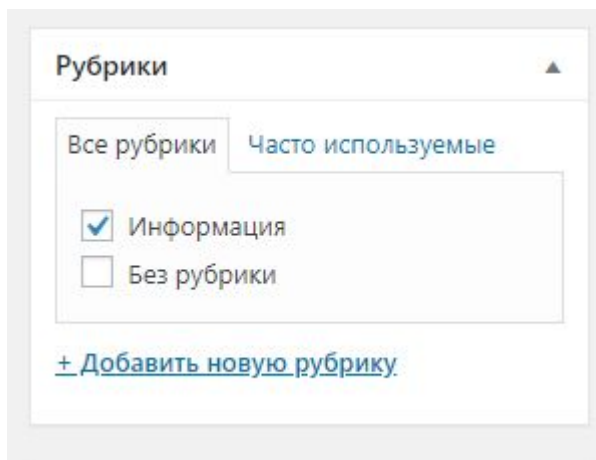 Рубрики
Все рубрики Часто используемые
Информация
Без рубрики
+ Добавить новую рубрику